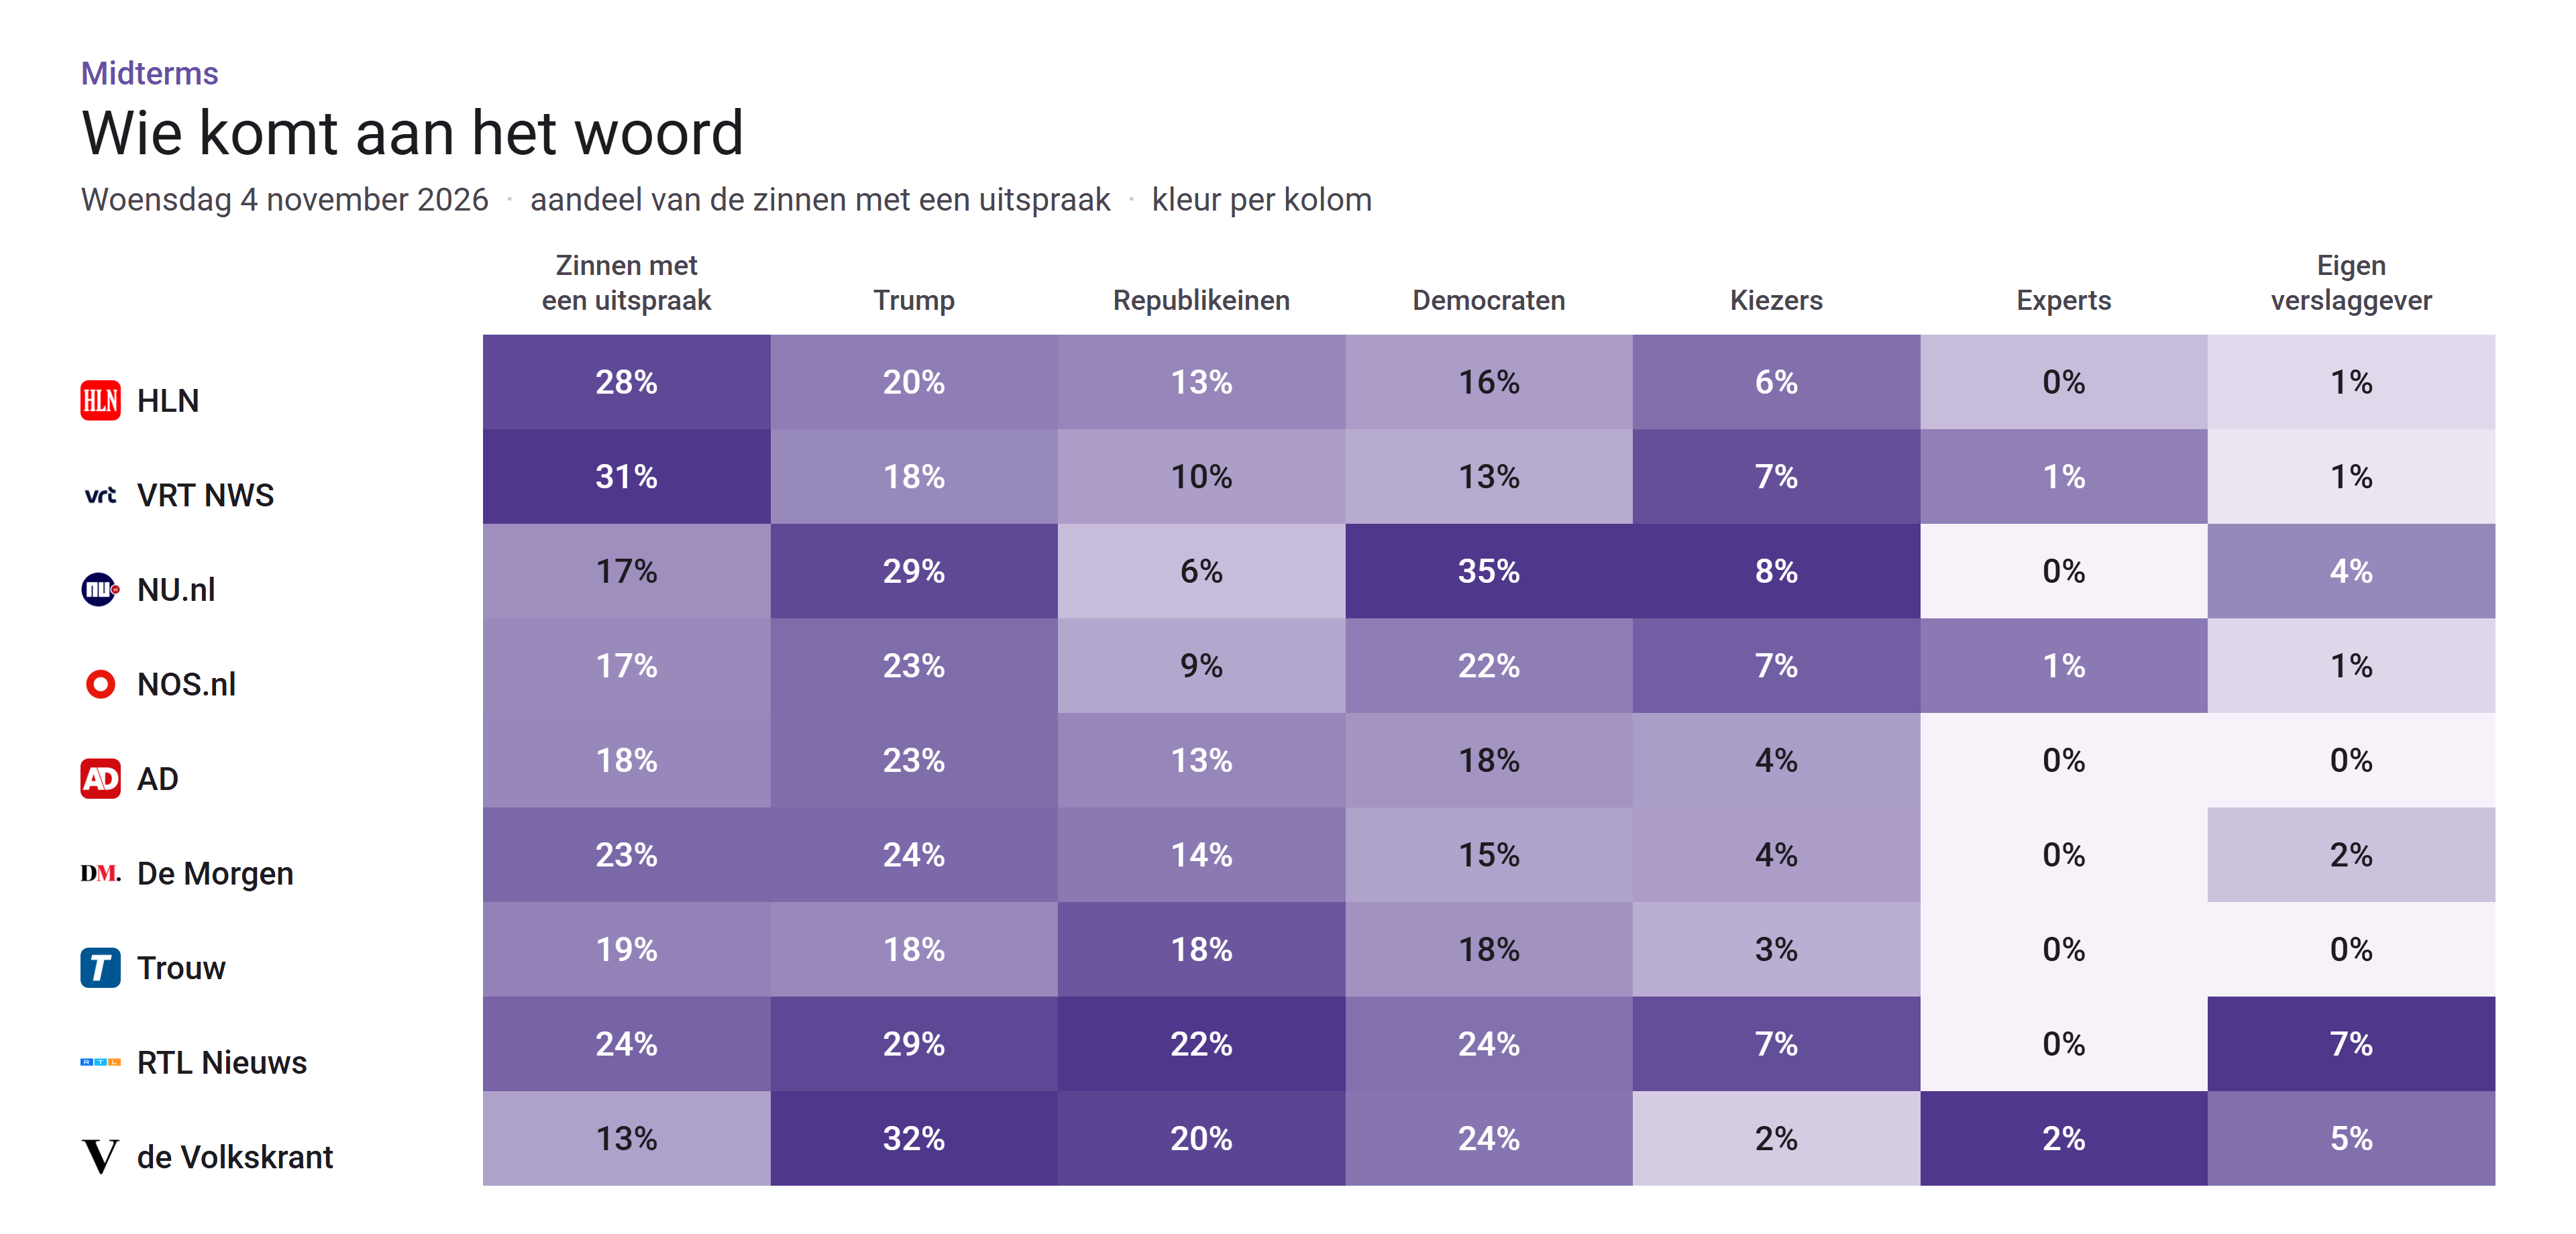 Midterms
Wie komt aan het woord
Woensdag 4 november 2026 · aandeel van de zinnen met een uitspraak · kleur per kolom
Zinnen met een uitspraak Trump Republikeinen Democraten Kiezers Experts Eigen verslaggever
HLN HLN 28% 20% 13% 16% 6% 0% 1%
vrt VRT NWS 31% 18% 10% 13% 7% 1% 1%
NU NU.nl 17% 29% 6% 35% 8% 0% 4%
NOS.nl 17% 23% 9% 22% 7% 1% 1%
AD AD 18% 23% 13% 18% 4% 0% 0%
DM. De Morgen 23% 24% 14% 15% 4% 0% 2%
T Trouw 19% 18% 18% 18% 3% 0% 0%
RTL RTL Nieuws 24% 29% 22% 24% 7% 0% 7%
V de Volkskrant 13% 32% 20% 24% 2% 2% 5%